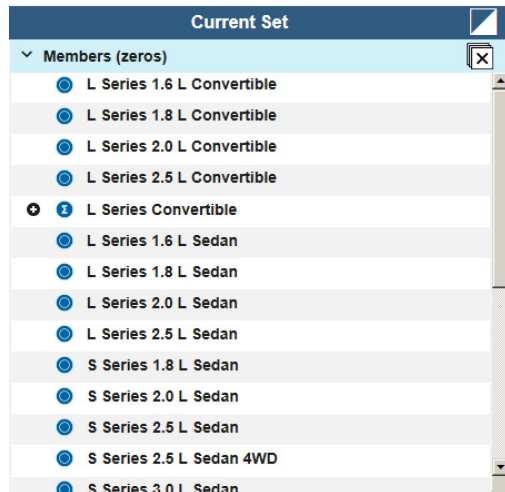 Current Set
Members (zeros)
L Series 1.6 L Convertible
L Series 1.8 L Convertible
L Series 2.0 L Convertible
L Series 2.5 L Convertible
Σ L Series Convertible
L Series 1.6 L Sedan
L Series 1.8 L Sedan
L Series 2.0 L Sedan
L Series 2.5 L Sedan
S Series 1.8 L Sedan
S Series 2.0 L Sedan
S Series 2.5 L Sedan
S Series 2.5 L Sedan 4WD
S Series 3.0 L Sedan